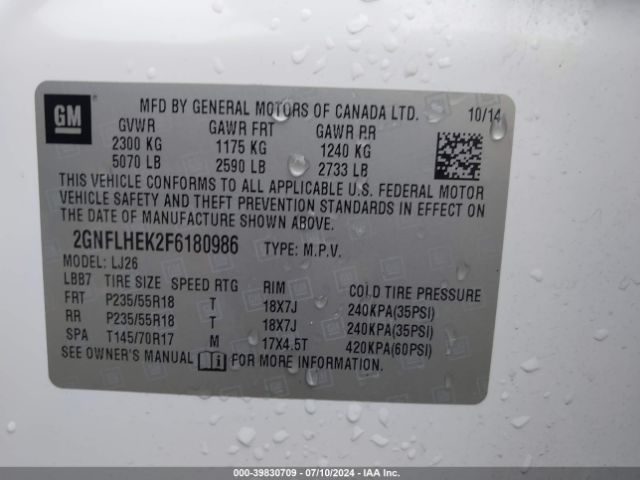 GM
MFD BY GENERAL MOTORS OF CANADA LTD. 10/14
GVWR GAWR FRT GAWR RR
2300 KG 1175 KG 1240 KG
5070 LB 2590 LB 2733 LB
THIS VEHICLE CONFORMS TO ALL APPLICABLE U.S. FEDERAL MOTOR
VEHICLE SAFETY AND THEFT PREVENTION STANDARDS IN EFFECT ON
THE DATE OF MANUFACTURE SHOWN ABOVE.
2GNFLHEK2F6180986 TYPE: M.P.V.
MODEL: LJ26
LBB7 TIRE SIZE SPEED RTG RIM COLD TIRE PRESSURE
FRT P235/55R18 T 18X7J 240KPA(35PSI)
RR P235/55R18 T 18X7J 240KPA(35PSI)
SPA T145/70R17 M 17X4.5T 420KPA(60PSI)
SEE OWNER'S MANUAL FOR MORE INFORMATION.
000-39830709 - 07/10/2024 - IAAI.COM